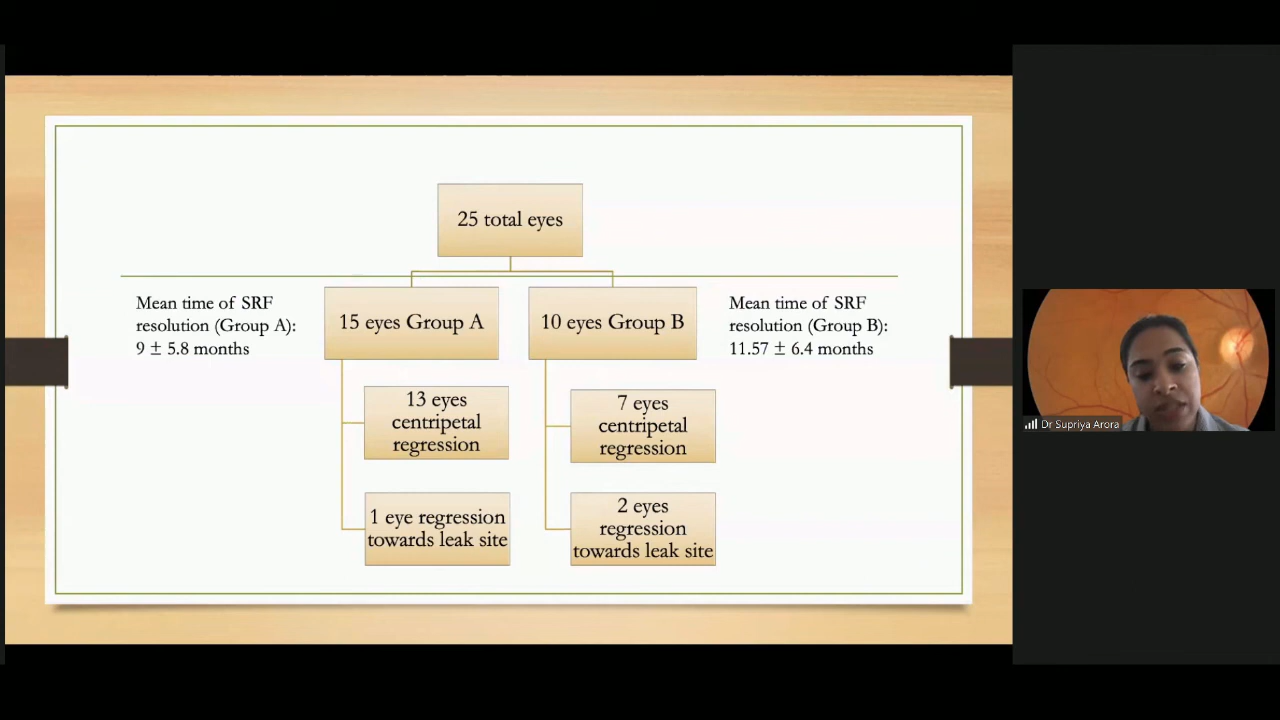 25 total eyes
Mean time of SRF
resolution (Group A):
9 ± 5.8 months
15 eyes Group A
10 eyes Group B
Mean time of SRF
resolution (Group B):
11.57 ± 6.4 months
13 eyes
centripetal
regression
7 eyes
centripetal
regression
1 eye regression
towards leak site
2 eyes
regression
towards leak site
Dr Supriya Arora